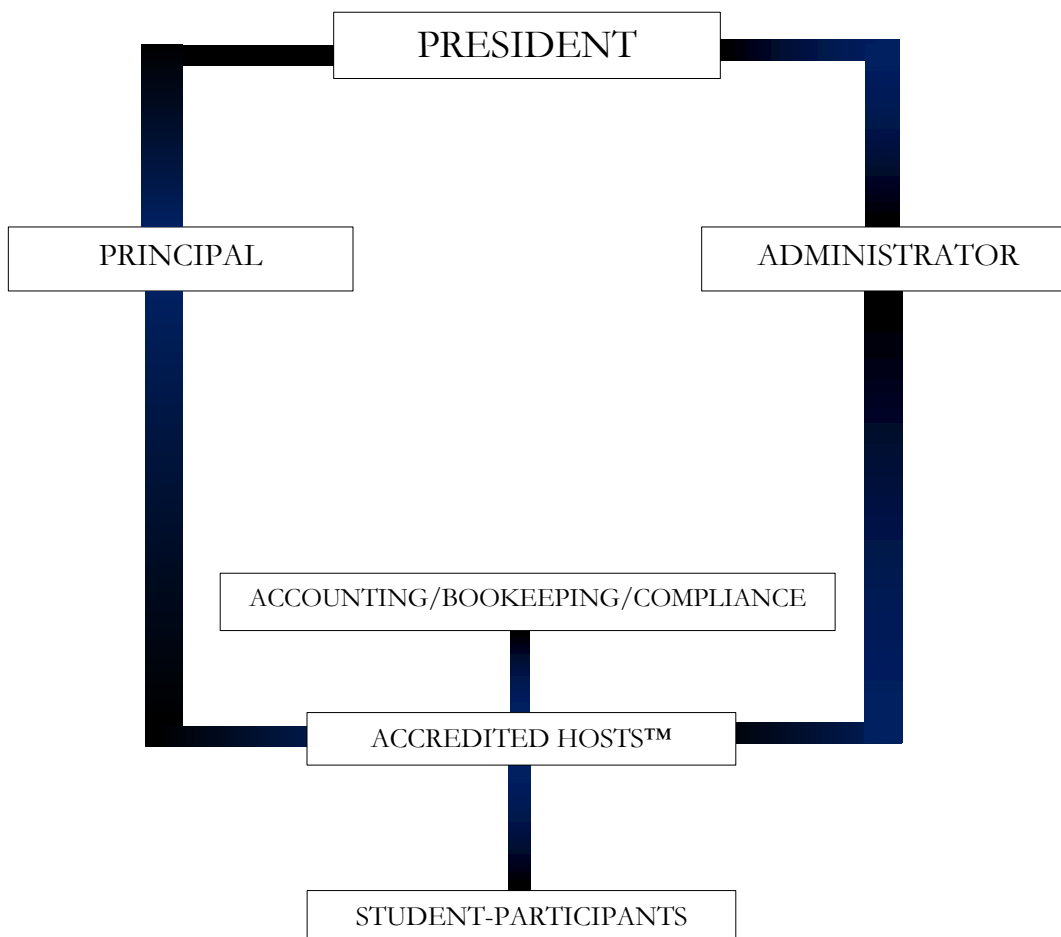 PRESIDENT
PRINCIPAL
ADMINISTRATOR
ACCOUNTING/BOOKEEPING/COMPLIANCE
ACCREDITED HOSTS™
STUDENT-PARTICIPANTS